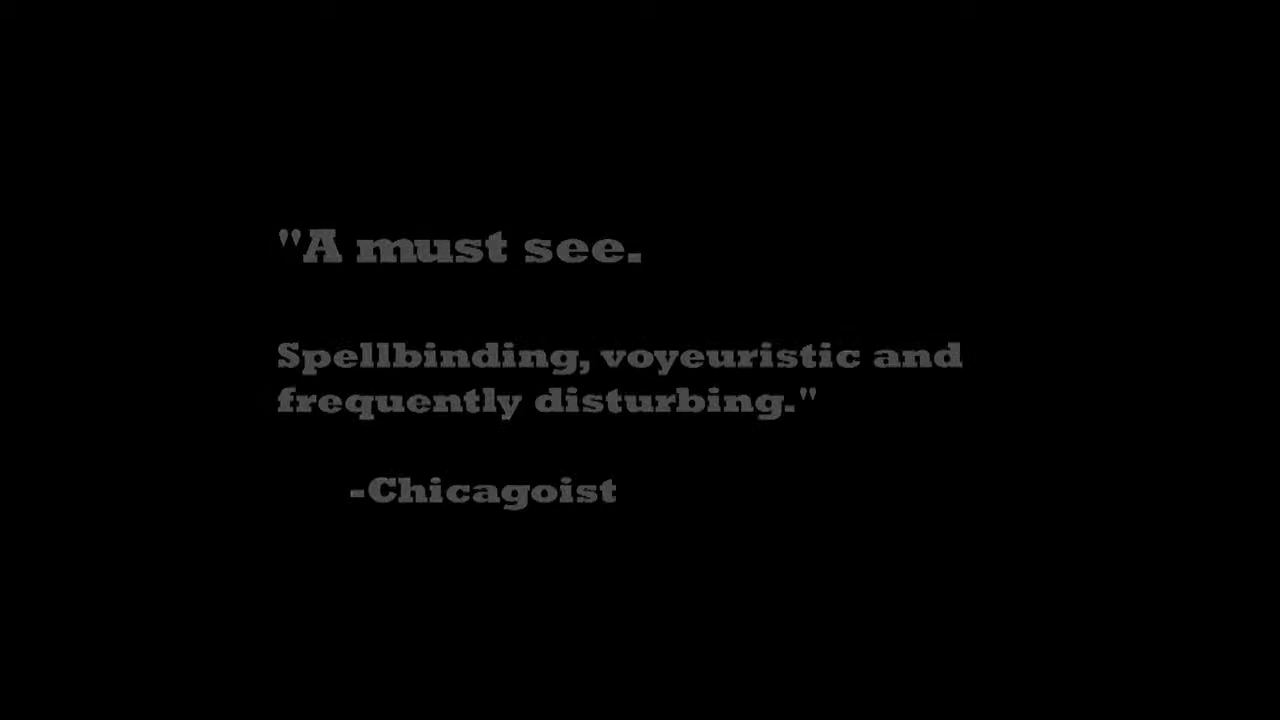 "A must see.
Spellbinding, voyeuristic and
frequently disturbing."
-Chicagoist